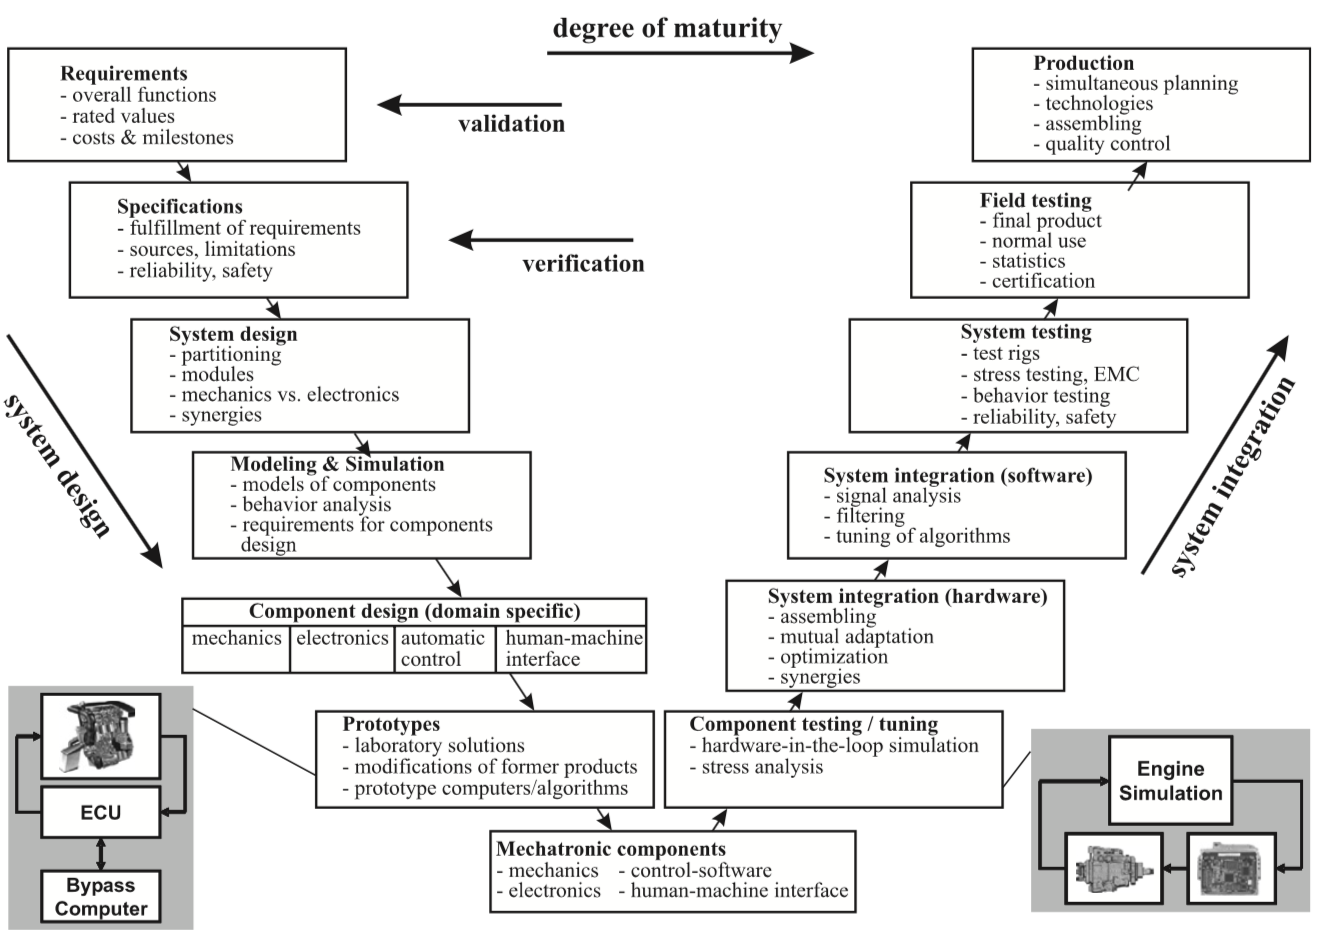 degree of maturity
Requirements
- overall functions
- rated values
- costs & milestones
validation
Production
- simultaneous planning
- technologies
- assembling
- quality control
Specifications
- fulfillment of requirements
- sources, limitations
- reliability, safety
verification
Field testing
- final product
- normal use
- statistics
- certification
system design
System design
- partitioning
- modules
- mechanics vs. electronics
- synergies
System testing
- test rigs
- stress testing, EMC
- behavior testing
- reliability, safety
system integration
Modeling & Simulation
- models of components
- behavior analysis
- requirements for components
design
System integration (software)
- signal analysis
- filtering
- tuning of algorithms
Component design (domain specific)
mechanics
electronics
automatic
control
human-machine
interface
System integration (hardware)
- assembling
- mutual adaptation
- optimization
- synergies
Prototypes
- laboratory solutions
- modifications of former products
- prototype computers/algorithms
Component testing / tuning
- hardware-in-the-loop simulation
- stress analysis
ECU
Bypass
Computer
Engine
Simulation
Mechatronic components
- mechanics - control-software
- electronics - human-machine interface